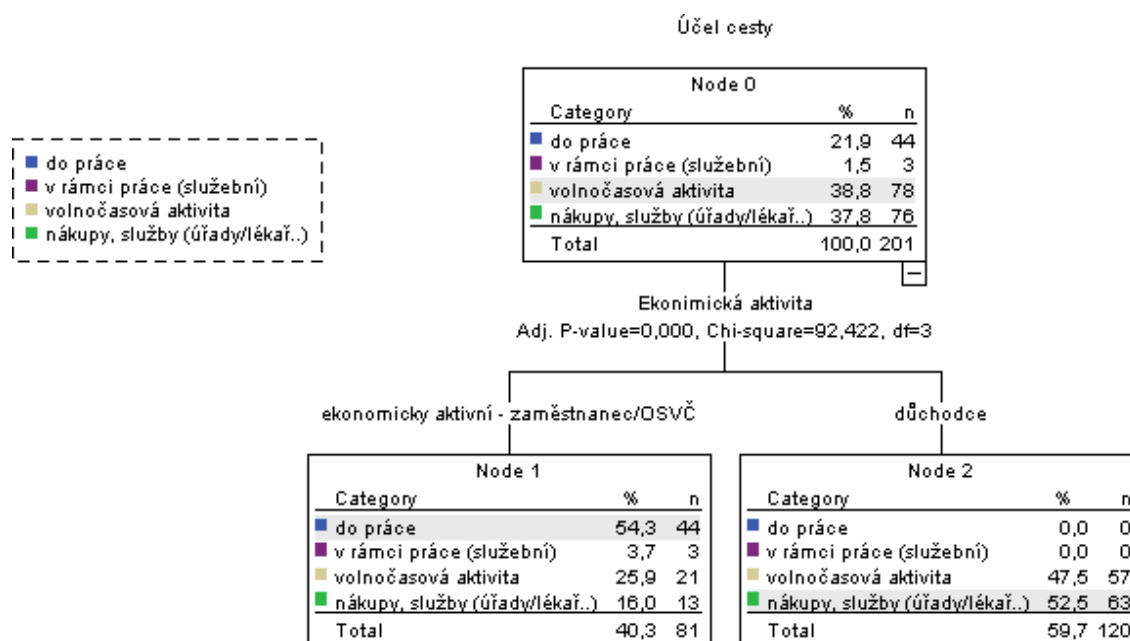 Účel cesty
Node 0
Category % n
do práce 21,9 44
v rámci práce (služební) 1,5 3
volnočasová aktivita 38,8 78
nákupy, služby (úřady/lékař..) 37,8 76
Total 100,0 201
do práce
v rámci práce (služební)
volnočasová aktivita
nákupy, služby (úřady/lékař..)
Ekonimická aktivita
Adj. P-value=0,000, Chi-square=92,422, df=3
ekonomicky aktivní - zaměstnanec/OSVČ
důchodce
Node 1
Category % n
do práce 54,3 44
v rámci práce (služební) 3,7 3
volnočasová aktivita 25,9 21
nákupy, služby (úřady/lékař..) 16,0 13
Total 40,3 81
Node 2
Category % n
do práce 0,0 0
v rámci práce (služební) 0,0 0
volnočasová aktivita 47,5 57
nákupy, služby (úřady/lékař..) 52,5 63
Total 59,7 120